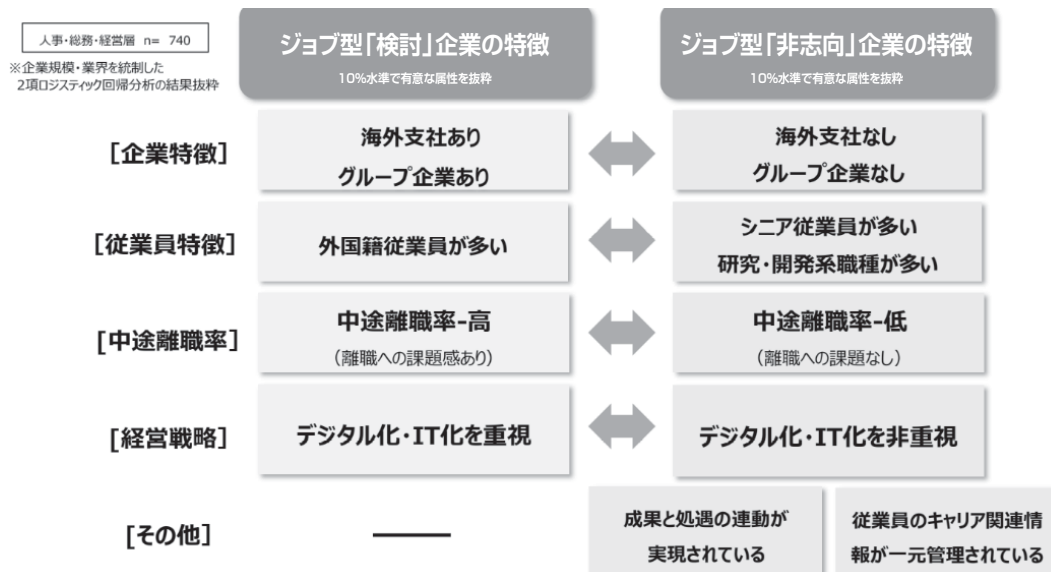 人事・総務・経営層 n= 740
※企業規模・業界を統制した
2項ロジスティック回帰分析の結果抜粋
ジョブ型「検討」企業の特徴
10%水準で有意な属性を抜粋
ジョブ型「非志向」企業の特徴
10%水準で有意な属性を抜粋
[企業特徴]
海外支社あり
グループ企業あり
海外支社なし
グループ企業なし
[従業員特徴]
外国籍従業員が多い
シニア従業員が多い
研究・開発系職種が多い
[中途離職率]
中途離職率-高
（離職への課題感あり）
中途離職率-低
（離職への課題なし）
[経営戦略]
デジタル化・IT化を重視
デジタル化・IT化を非重視
[その他]
成果と処遇の連動が
実現されている
従業員のキャリア関連情
報が一元管理されている